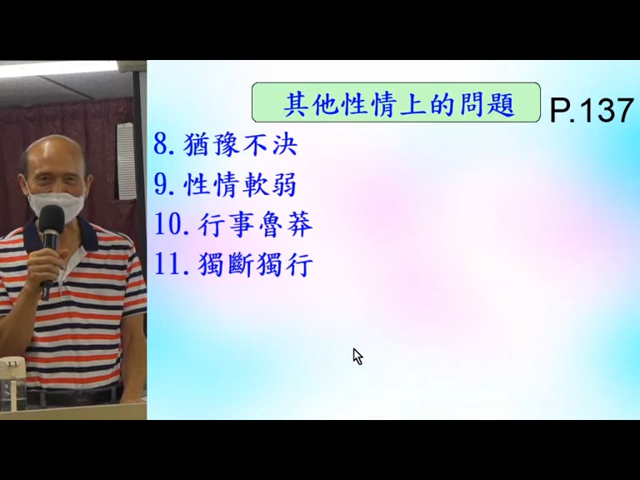 其他性情上的問題
P.137
8.猶豫不決
9.性情軟弱
10.行事魯莽
11.獨斷獨行